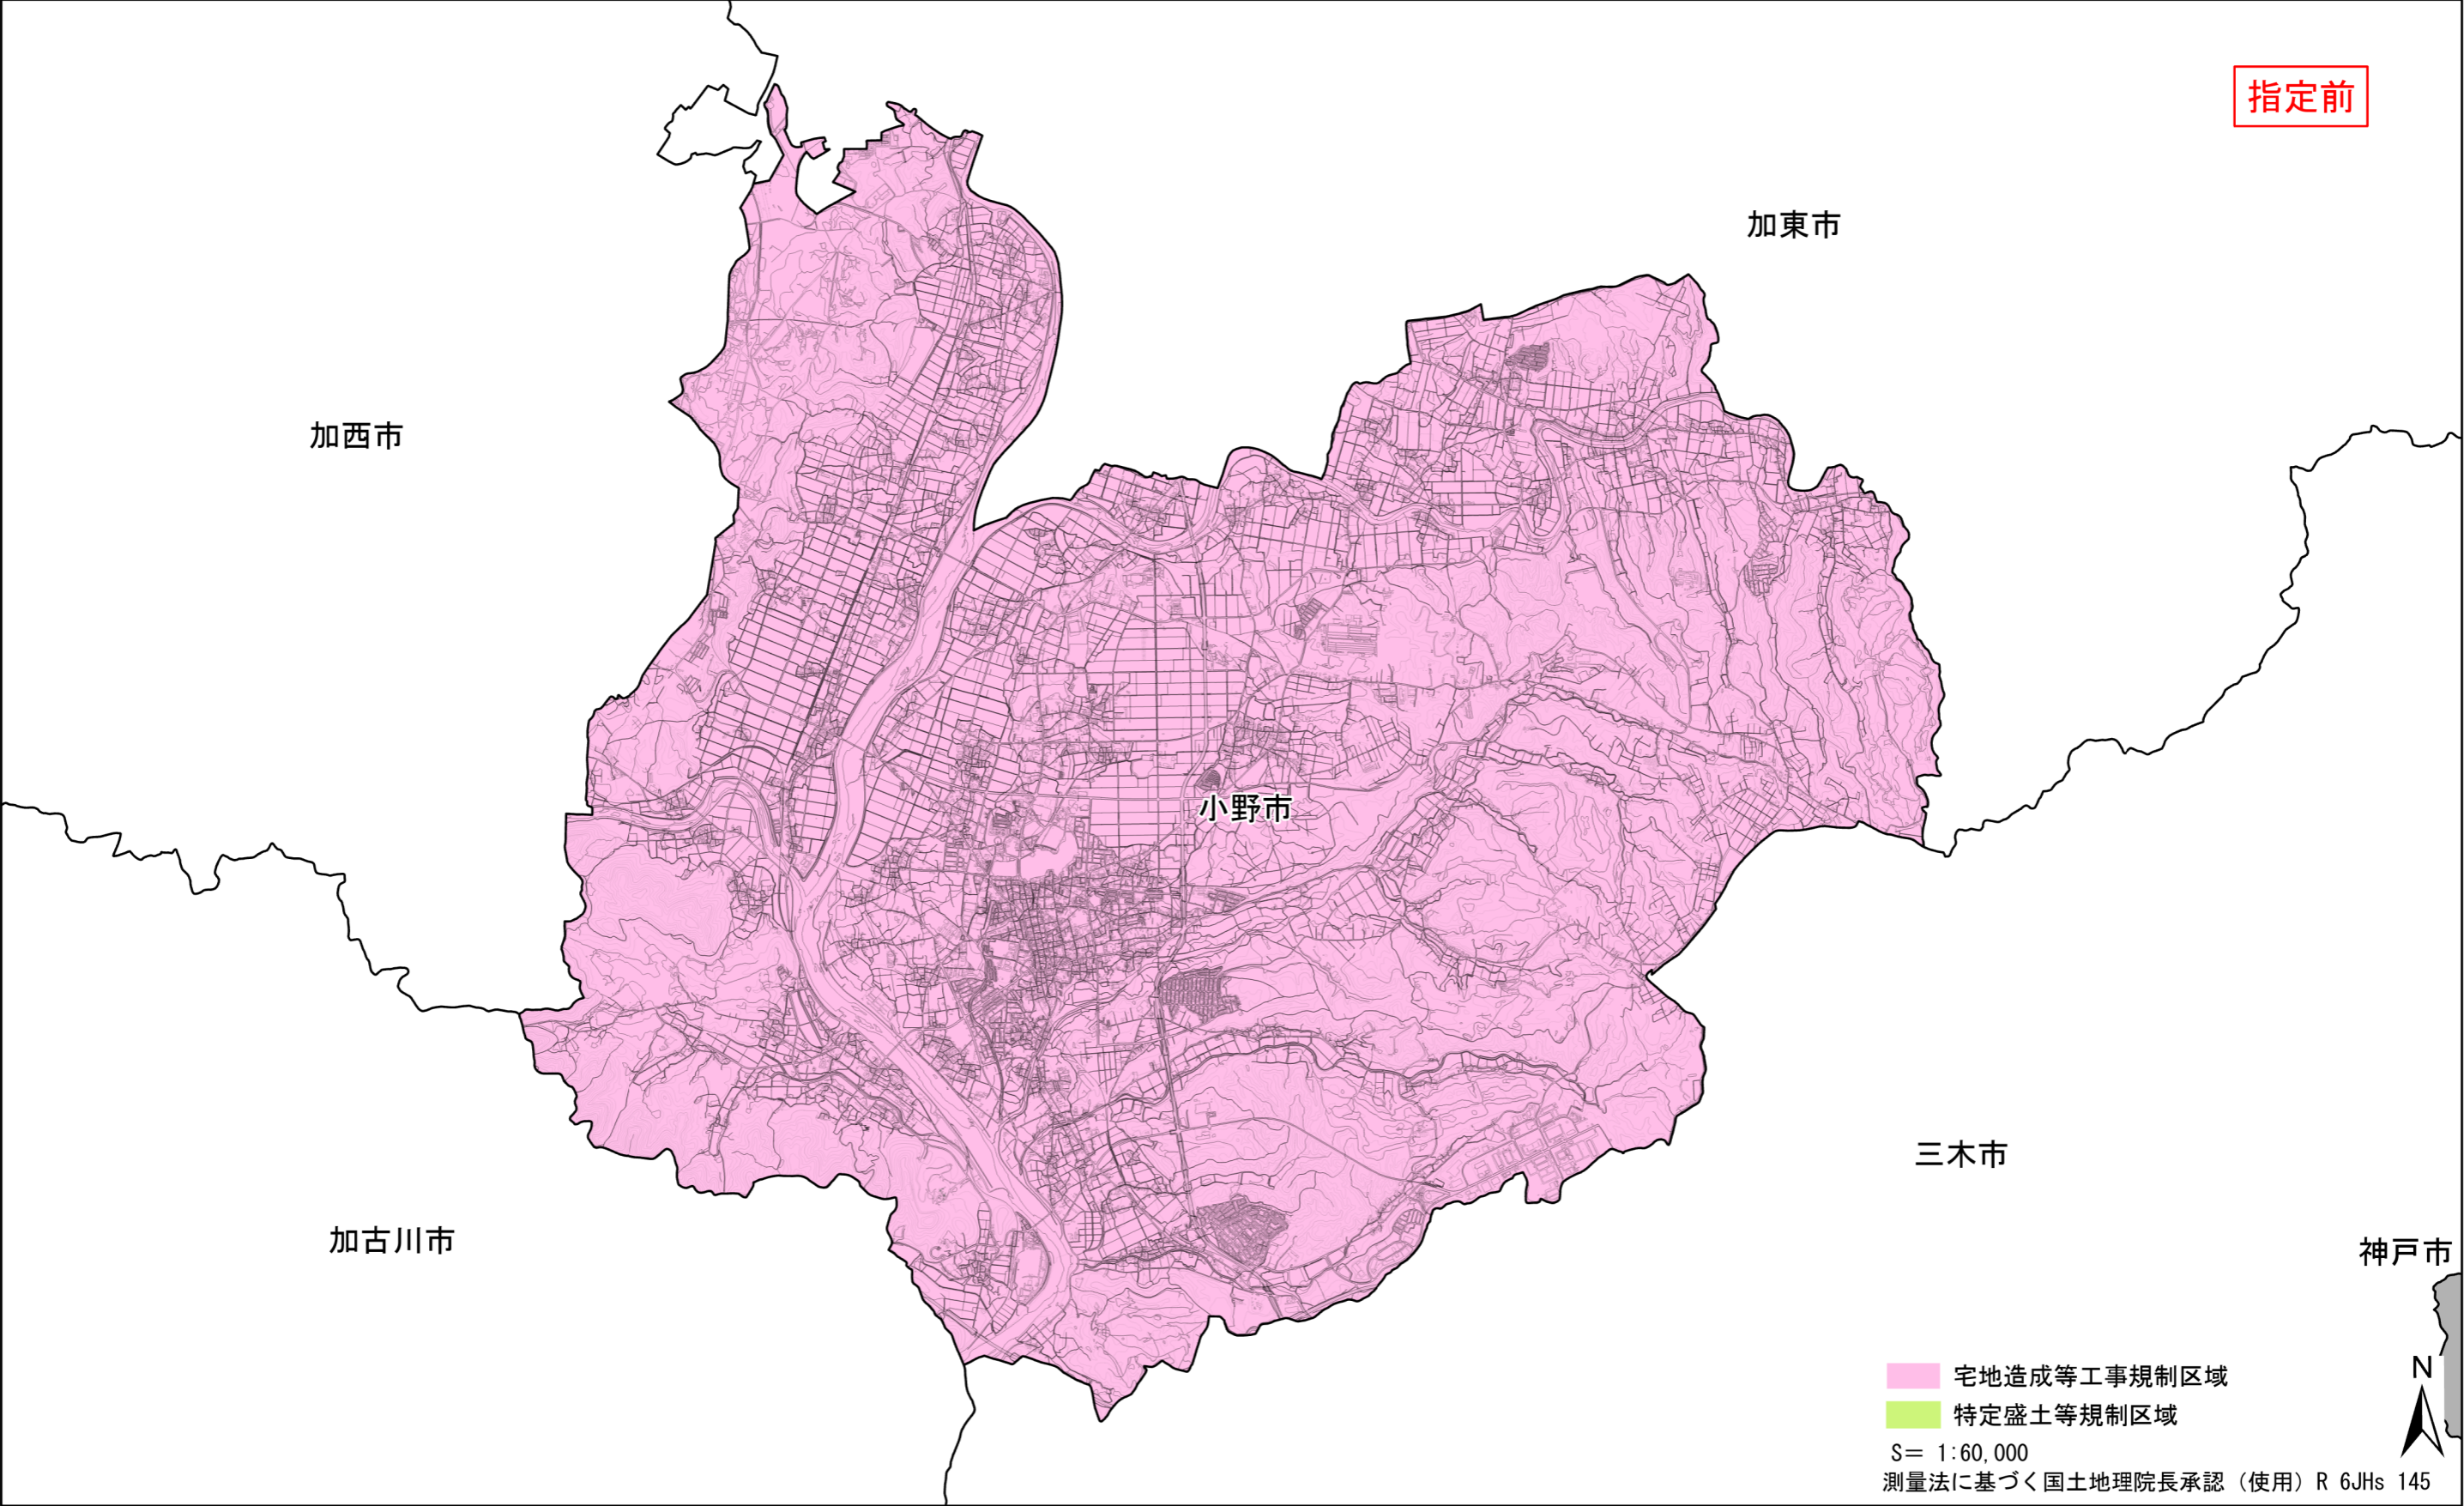 指定前
加東市
加西市
小野市
三木市
加古川市
神戸市
N
宅地造成等工事規制区域
特定盛土等規制区域
S= 1:60,000
測量法に基づく国土地理院長承認（使用）R 6JHs 145